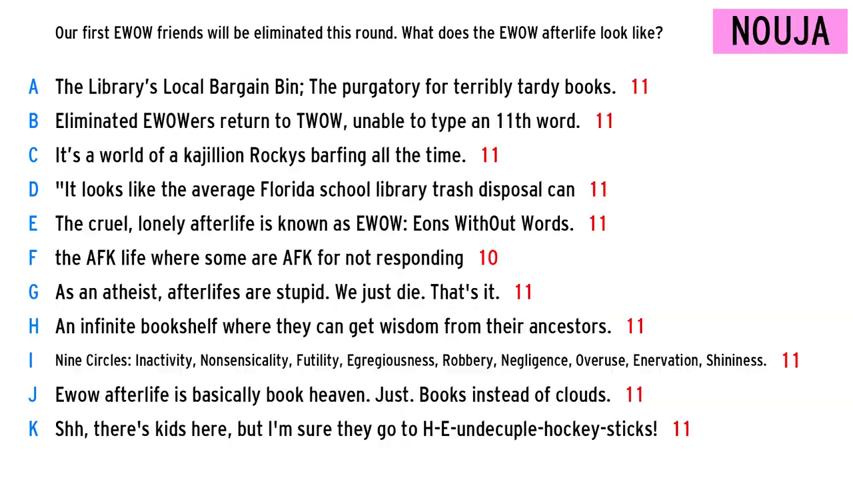 Our first EWOW friends will be eliminated this round. What does the EWOW afterlife look like?
NOUJA
A The Library's Local Bargain Bin; The purgatory for terribly tardy books. 11
B Eliminated EWOWers return to TWOW, unable to type an 11th word. 11
C It's a world of a kajillion Rockys barfing all the time. 11
D "It looks like the average Florida school library trash disposal can 11
E The cruel, lonely afterlife is known as EWOW: Eons WithOut Words. 11
F the AFK life where some are AFK for not responding 10
G As an atheist, afterlifes are stupid. We just die. That's it. 11
H An infinite bookshelf where they can get wisdom from their ancestors. 11
I Nine Circles: Inactivity, Nonsensicality, Futility, Egregiousness, Robbery, Negligence, Overuse, Enervation, Shininess. 11
J Ewow afterlife is basically book heaven. Just. Books instead of clouds. 11
K Shh, there's kids here, but I'm sure they go to H-E-undecuple-hockey-sticks! 11